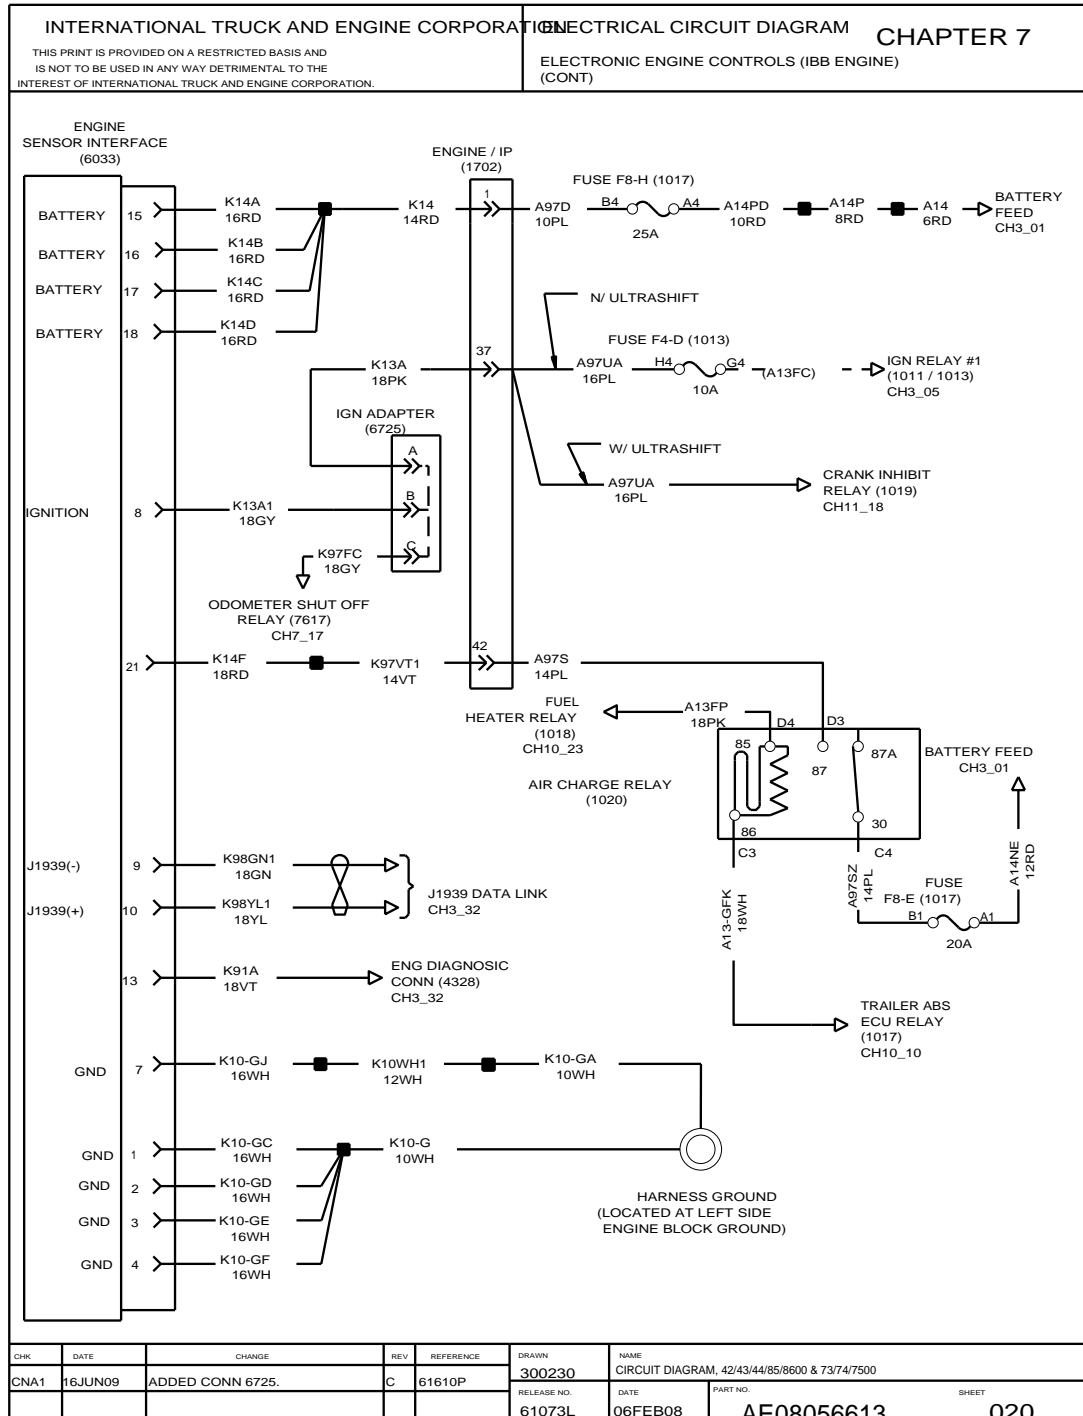 INTERNATIONAL TRUCK AND ENGINE CORPORATION
THIS PRINT IS PROVIDED ON A RESTRICTED BASIS AND
IS NOT TO BE USED IN ANY WAY DETRIMENTAL TO THE
INTEREST OF INTERNATIONAL TRUCK AND ENGINE CORPORATION.
ELECTRICAL CIRCUIT DIAGRAM
CHAPTER 7
ELECTRONIC ENGINE CONTROLS (IBB ENGINE)
(CONT)
ENGINE
SENSOR INTERFACE
(6033)
ENGINE / IP
(1702)
BATTERY 15 K14A
16RD
K14
14RD
1
A97D
10PL
FUSE F8-H (1017)
B4 A4
25A
A14PD
10RD
A14P
8RD
A14
6RD
BATTERY
FEED
CH3_01
BATTERY 16 K14B
16RD
BATTERY 17 K14C
16RD
BATTERY 18 K14D
16RD
N/ ULTRASHIFT
K13A
18PK
37
A97UA
16PL
FUSE F4-D (1013)
H4 G4
10A
(A13FC)
IGN RELAY #1
(1011 / 1013)
CH3_05
IGN ADAPTER
(6725)
A
B
C
W/ ULTRASHIFT
A97UA
16PL
CRANK INHIBIT
RELAY (1019)
CH11_18
IGNITION 8 K13A1
18GY
K97FC
18GY
ODOMETER SHUT OFF
RELAY (7617)
CH7_17
21 K14F
18RD
K97VT1
14VT
42
A97S
14PL
FUEL
HEATER RELAY
(1018)
CH10_23
A13FP
18PK
D4 D3
85 87 87A
86 30
C3 C4
AIR CHARGE RELAY
(1020)
BATTERY FEED
CH3_01
A14NE
12RD
A97SZ
14PL
FUSE
F8-E (1017)
B1 A1
20A
A13-GFK
18WH
TRAILER ABS
ECU RELAY
(1017)
CH10_10
J1939(-) 9 K98GN1
18GN
J1939(+) 10 K98YL1
18YL
J1939 DATA LINK
CH3_32
13 K91A
18VT
ENG DIAGNOSIC
CONN (4328)
CH3_32
GND 7 K10-GJ
16WH
K10WH1
12WH
K10-GA
10WH
GND 1 K10-GC
16WH
K10-G
10WH
GND 2 K10-GD
16WH
GND 3 K10-GE
16WH
GND 4 K10-GF
16WH
HARNESS GROUND
(LOCATED AT LEFT SIDE
ENGINE BLOCK GROUND)
CHK DATE CHANGE REV REFERENCE
CNA1 16JUN09 ADDED CONN 6725. C 61610P
DRAWN
300230
NAME
CIRCUIT DIAGRAM, 42/43/44/85/8600 & 73/74/7500
RELEASE NO.
61073L
DATE
06FEB08
PART NO.
AE08056613
SHEET
020